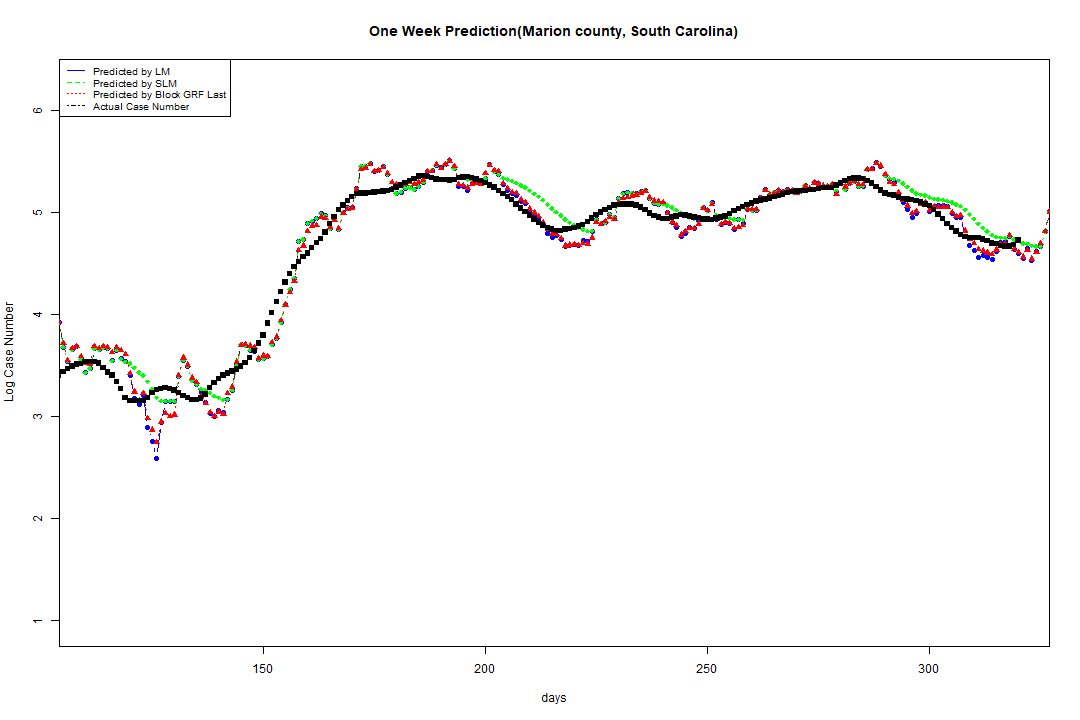 One Week Prediction(Marion county, South Carolina)
Predicted by LM
Predicted by SLM
Predicted by Block GRF Last
Actual Case Number
6
5
4
3
2
1
Log Case Number
150
200
250
300
days